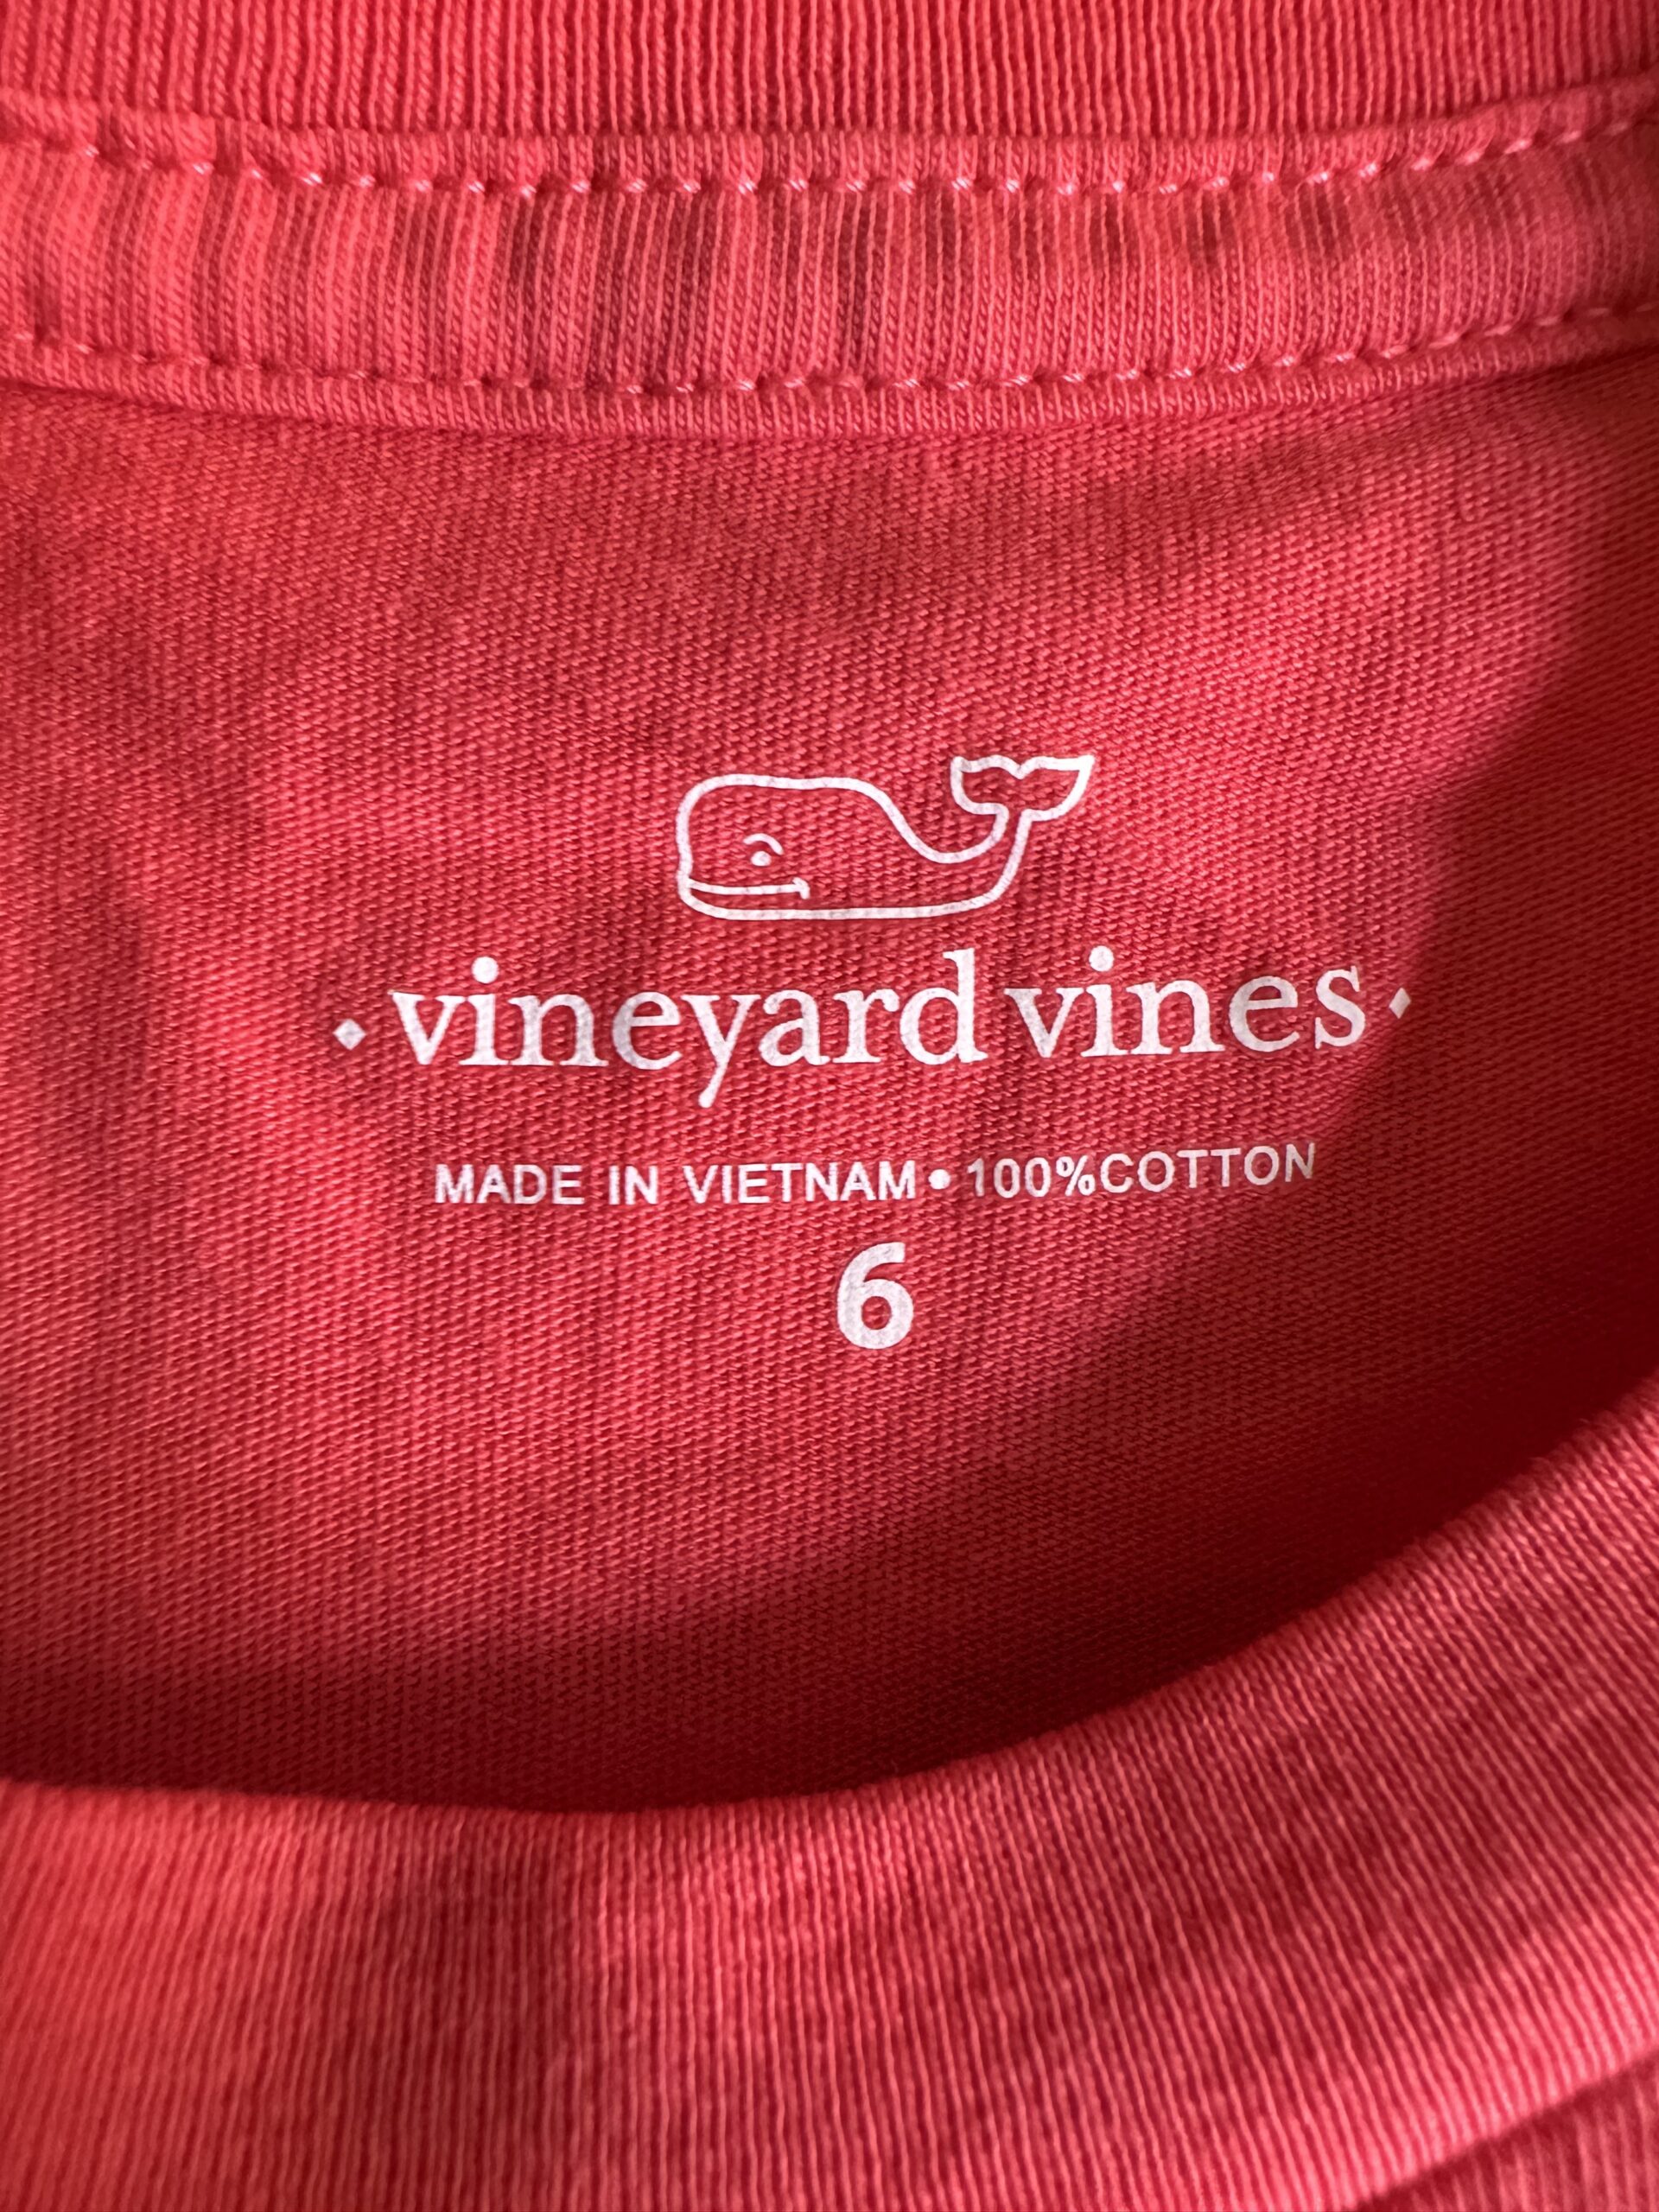 vineyard vines
MADE IN VIETNAM • 100%COTTON
6